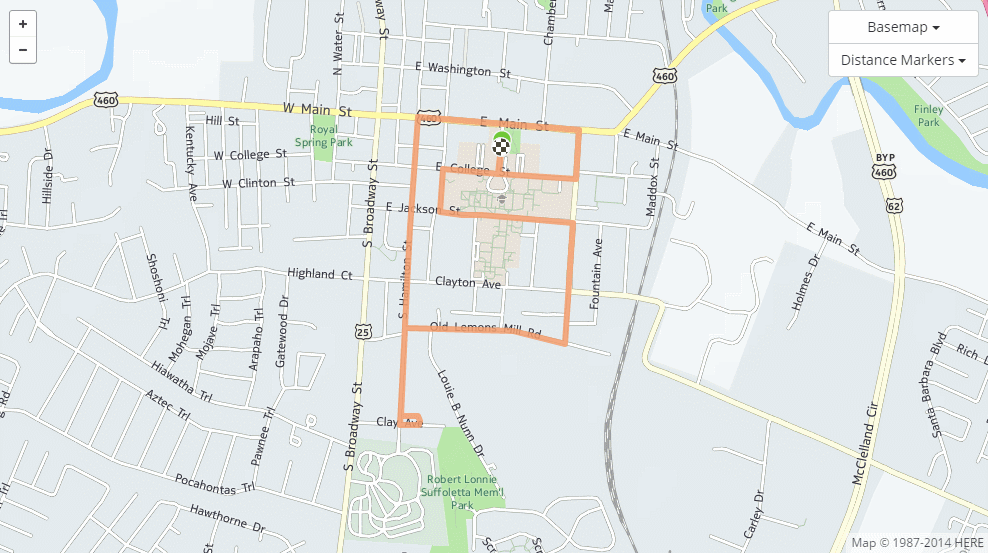 +
−
Basemap
Distance Markers
Park
Chamber
N Water St
way St
460
E Washington St
460
W Main St
460
Hill St
Royal
Spring Park
E Main St
E Main St
Finley
Park
Kentucky Ave
W College St
E College St
BYP
460
Hillside Dr
W Clinton St
Maddox St
62
S Broadway St
E Jackson St
E Main St
Shoshoni Trl
Highland Ct
S Hamilton St
Clayton Ave
Fountain Ave
Holmes Dr
Mohegan Trl
Mojave Trl
Arapaho Trl
Gatewood Dr
25
Old Lemons Mill Rd
Hiawatha Trl
Aztec Trl
Louie B Nunn Dr
Santa Barbara Blvd
Rich
S Broadway St
Clay Ave
McClelland Cir
Pawnee Trl
Pocahontas Trl
Robert Lonnie
Suffoletta Mem'l
Park
Hawthorne Dr
Carley Dr
Map © 1987-2014 HERE